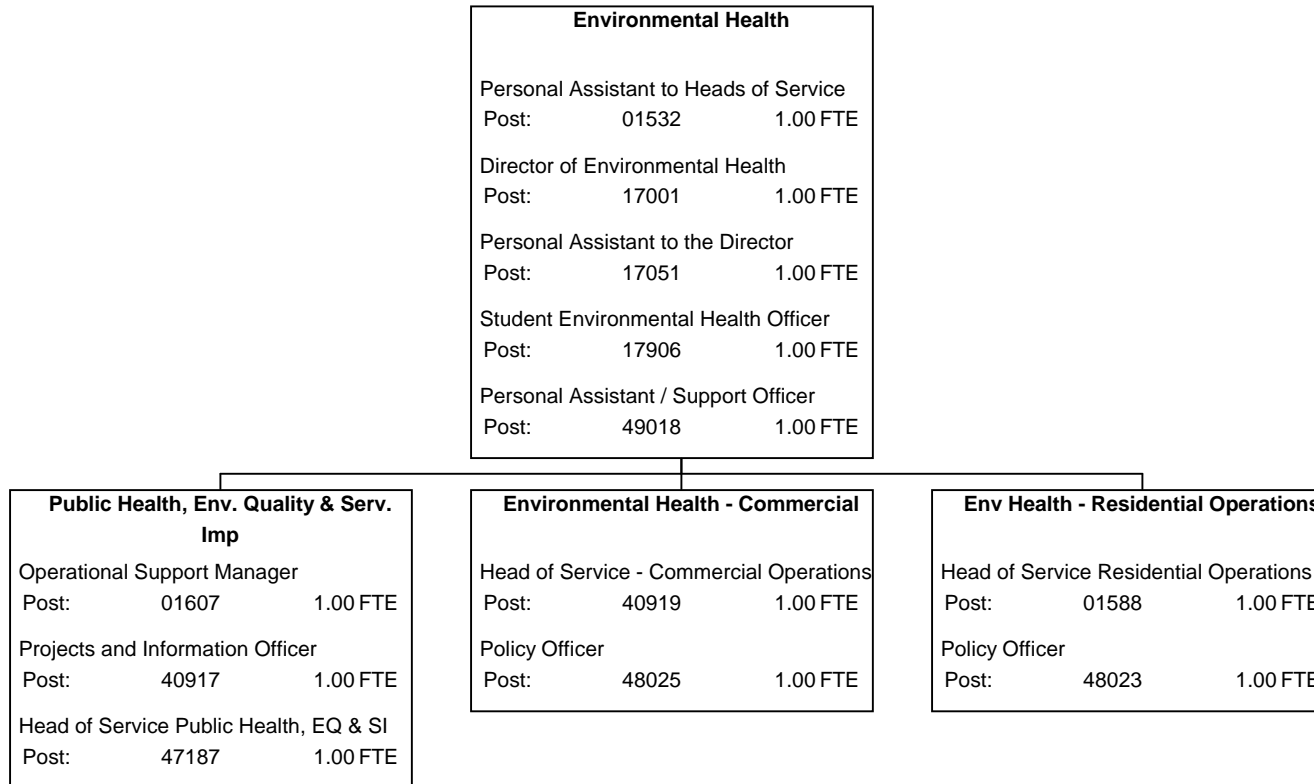 Environmental Health
Personal Assistant to Heads of Service
Post: 01532 1.00 FTE
Director of Environmental Health
Post: 17001 1.00 FTE
Personal Assistant to the Director
Post: 17051 1.00 FTE
Student Environmental Health Officer
Post: 17906 1.00 FTE
Personal Assistant / Support Officer
Post: 49018 1.00 FTE
Public Health, Env. Quality & Serv.
Imp
Operational Support Manager
Post: 01607 1.00 FTE
Projects and Information Officer
Post: 40917 1.00 FTE
Head of Service Public Health, EQ & SI
Post: 47187 1.00 FTE
Environmental Health - Commercial
Head of Service - Commercial Operations
Post: 40919 1.00 FTE
Policy Officer
Post: 48025 1.00 FTE
Env Health - Residential Operations
Head of Service Residential Operations
Post: 01588 1.00 FTE
Policy Officer
Post: 48023 1.00 FTE